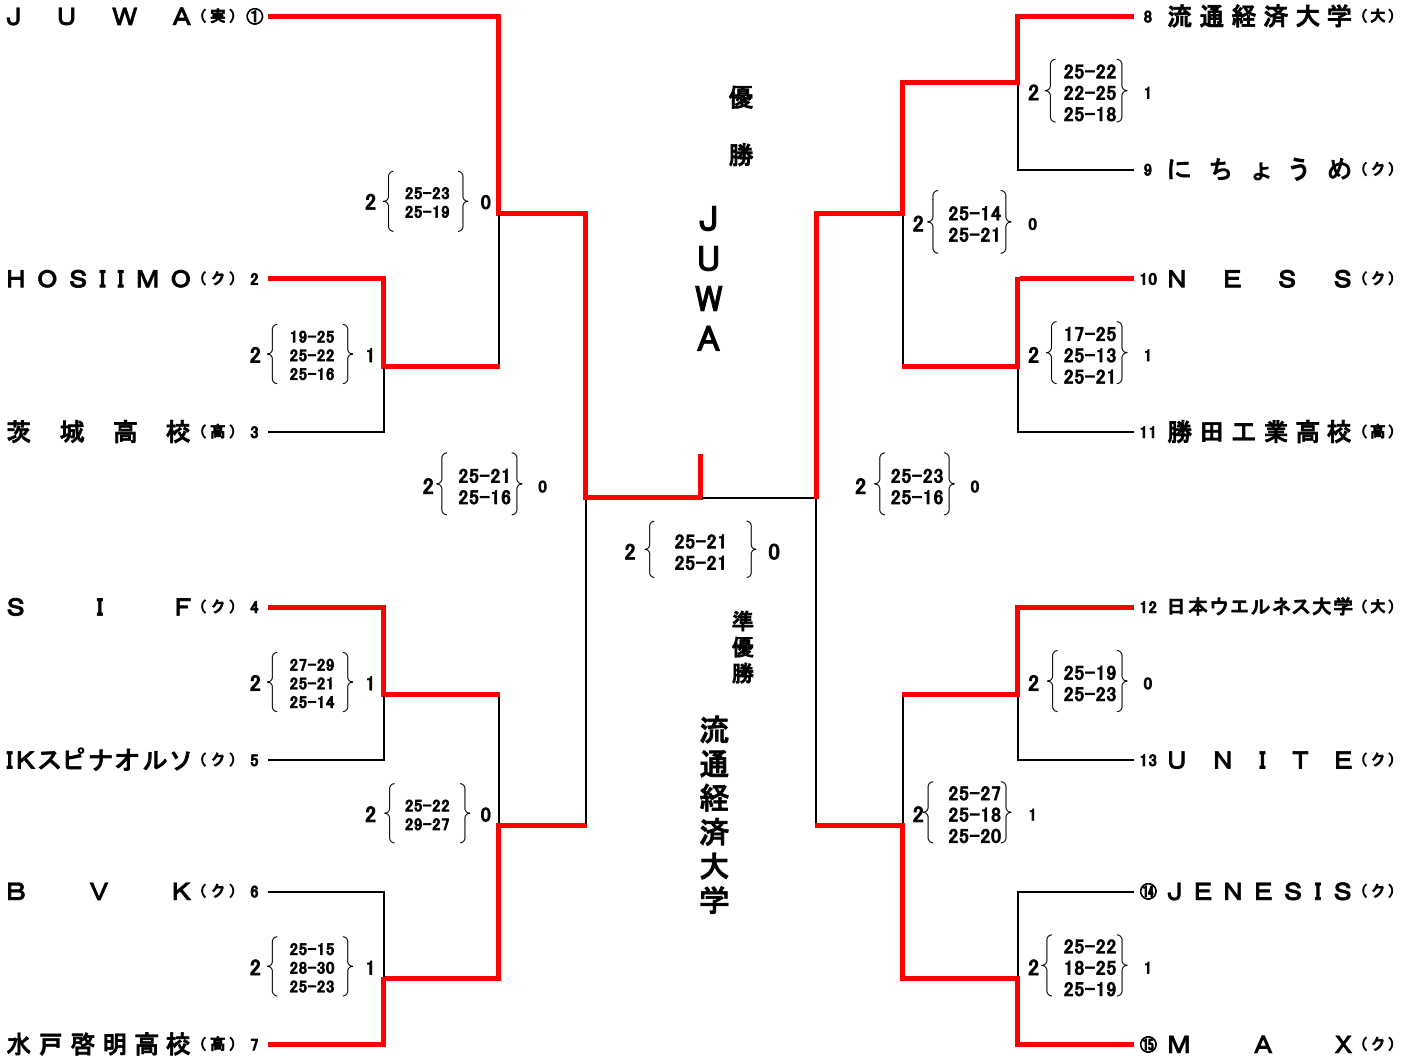 JUWA（実）①
2 25−23 0
25−19
HOSIIMO（ク）2
2 19−25 1
25−22
25−16
茨城高校（高）3
2 25−21 0
25−16
SIF（ク）4
2 27−29 1
25−21
25−14
IKスピナオルソ（ク）5
2 25−22 0
29−27
BVK（ク）6
2 25−15 1
28−30
25−23
水戸啓明高校（高）7
優勝
JUWA
2 25−21 0
25−21
準優勝
流通経済大学
8 流通経済大学（大）
2 25−22 1
22−25
25−18
9 にちょうめ（ク）
2 25−14 0
25−21
10 NESS（ク）
2 17−25 1
25−13
25−21
11 勝田工業高校（高）
2 25−23 0
25−16
12 日本ウエルネス大学（大）
2 25−19 0
25−23
13 UNITE（ク）
2 25−27 1
25−18
25−20
⑭ JENESIS（ク）
2 25−22 1
18−25
25−19
⑮ MAX（ク）